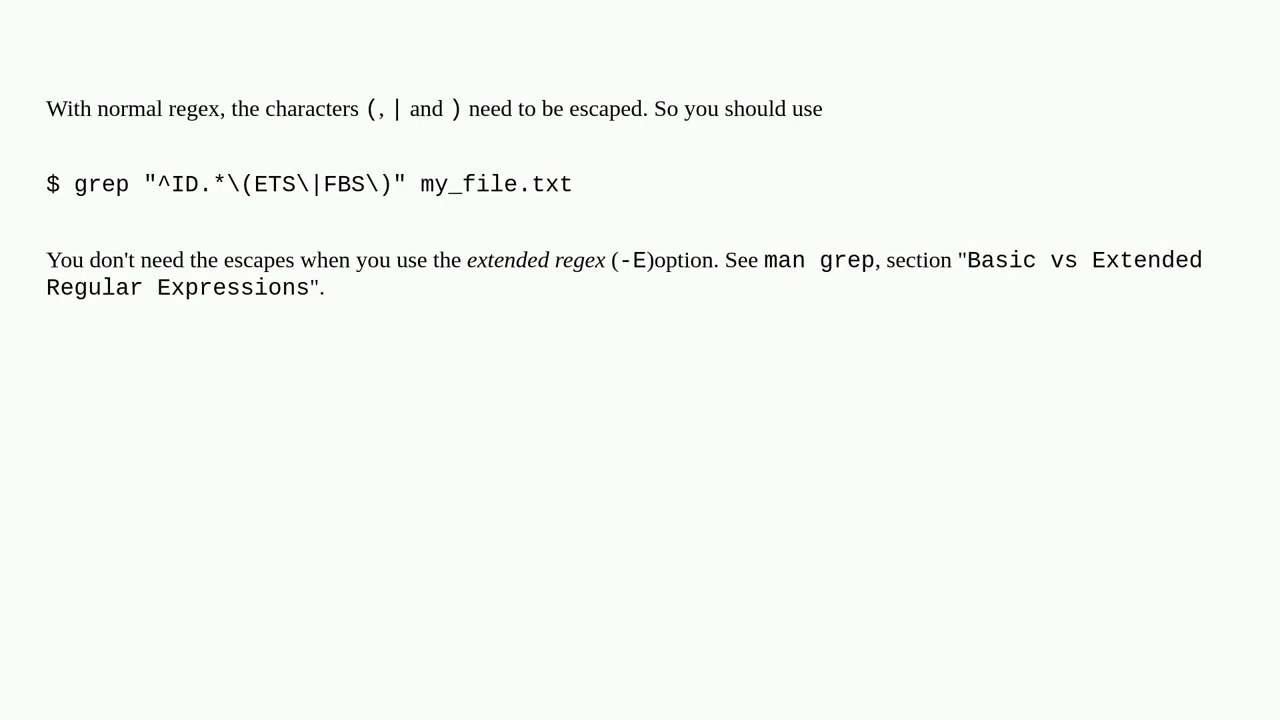 With normal regex, the characters (, | and ) need to be escaped. So you should use
$ grep "^ID.*\(ETS\|FBS\)" my_file.txt
You don't need the escapes when you use the extended regex (-E)option. See man grep, section "Basic vs Extended
Regular Expressions".